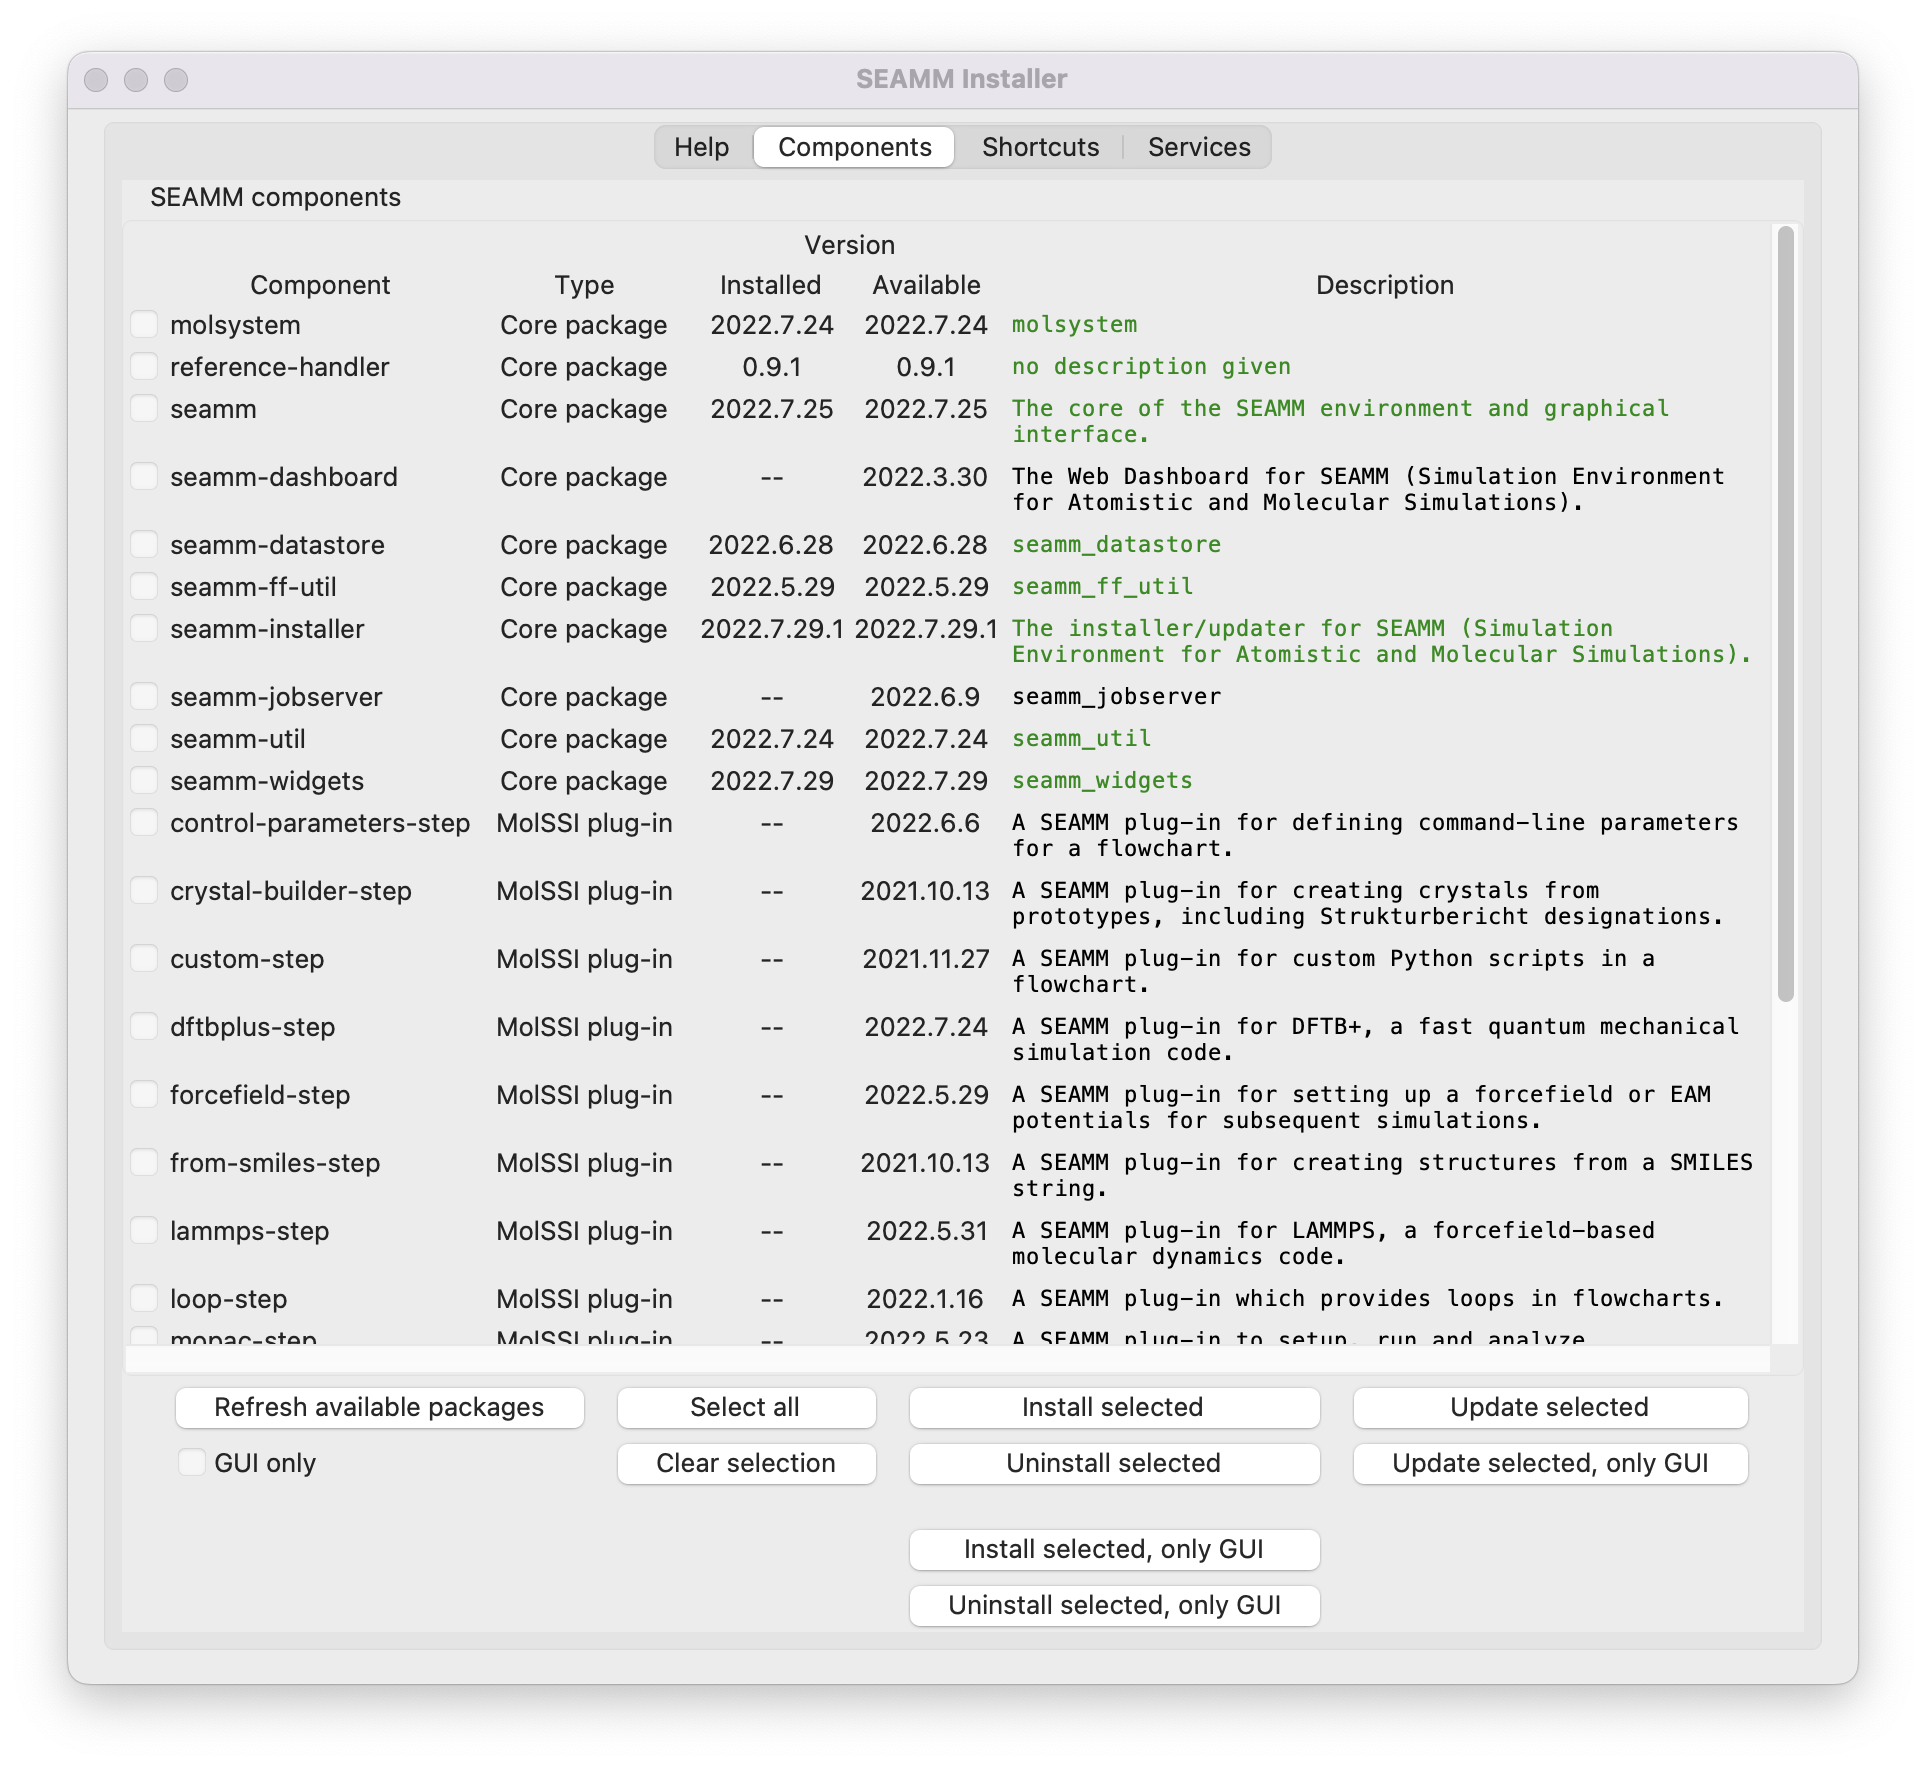 SEAMM Installer
Help Components Shortcuts Services
SEAMM components
Version
Component Type Installed Available Description
molsystem Core package 2022.7.24 2022.7.24 molsystem
reference-handler Core package 0.9.1 0.9.1 no description given
seamm Core package 2022.7.25 2022.7.25 The core of the SEAMM environment and graphical
interface.
seamm-dashboard Core package -- 2022.3.30 The Web Dashboard for SEAMM (Simulation Environment
for Atomistic and Molecular Simulations).
seamm-datastore Core package 2022.6.28 2022.6.28 seamm_datastore
seamm-ff-util Core package 2022.5.29 2022.5.29 seamm_ff_util
seamm-installer Core package 2022.7.29.1 2022.7.29.1 The installer/updater for SEAMM (Simulation
Environment for Atomistic and Molecular Simulations).
seamm-jobserver Core package -- 2022.6.9 seamm_jobserver
seamm-util Core package 2022.7.24 2022.7.24 seamm_util
seamm-widgets Core package 2022.7.29 2022.7.29 seamm_widgets
control-parameters-step MolSSI plug-in -- 2022.6.6 A SEAMM plug-in for defining command-line parameters
for a flowchart.
crystal-builder-step MolSSI plug-in -- 2021.10.13 A SEAMM plug-in for creating crystals from
prototypes, including Strukturbericht designations.
custom-step MolSSI plug-in -- 2021.11.27 A SEAMM plug-in for custom Python scripts in a
flowchart.
dftbplus-step MolSSI plug-in -- 2022.7.24 A SEAMM plug-in for DFTB+, a fast quantum mechanical
simulation code.
forcefield-step MolSSI plug-in -- 2022.5.29 A SEAMM plug-in for setting up a forcefield or EAM
potentials for subsequent simulations.
from-smiles-step MolSSI plug-in -- 2021.10.13 A SEAMM plug-in for creating structures from a SMILES
string.
lammps-step MolSSI plug-in -- 2022.5.31 A SEAMM plug-in for LAMMPS, a forcefield-based
molecular dynamics code.
loop-step MolSSI plug-in -- 2022.1.16 A SEAMM plug-in which provides loops in flowcharts.
mopac-step MolSSI plug-in -- 2022.5.23 A SEAMM plug-in to setup, run and analyze
Refresh available packages Select all Install selected Update selected
GUI only Clear selection Uninstall selected Update selected, only GUI
Install selected, only GUI
Uninstall selected, only GUI